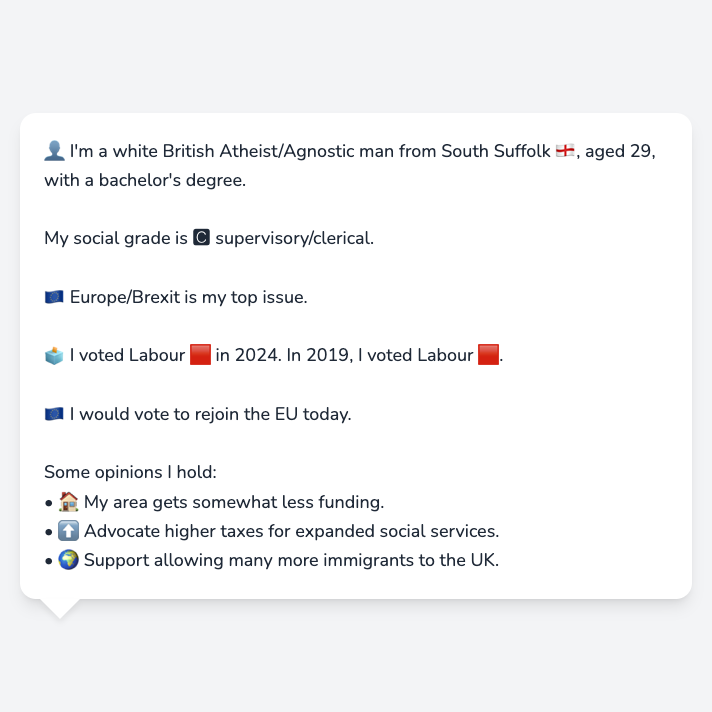 👤 I'm a white British Atheist/Agnostic man from South Suffolk 🏴󠁧󠁢󠁥󠁮󠁧󠁿, aged 29,
with a bachelor's degree.
My social grade is C supervisory/clerical.
🇪🇺 Europe/Brexit is my top issue.
🗳️ I voted Labour 🟥 in 2024. In 2019, I voted Labour 🟥.
🇪🇺 I would vote to rejoin the EU today.
Some opinions I hold:
• 🏠 My area gets somewhat less funding.
• ⬆️ Advocate higher taxes for expanded social services.
• 🌍 Support allowing many more immigrants to the UK.